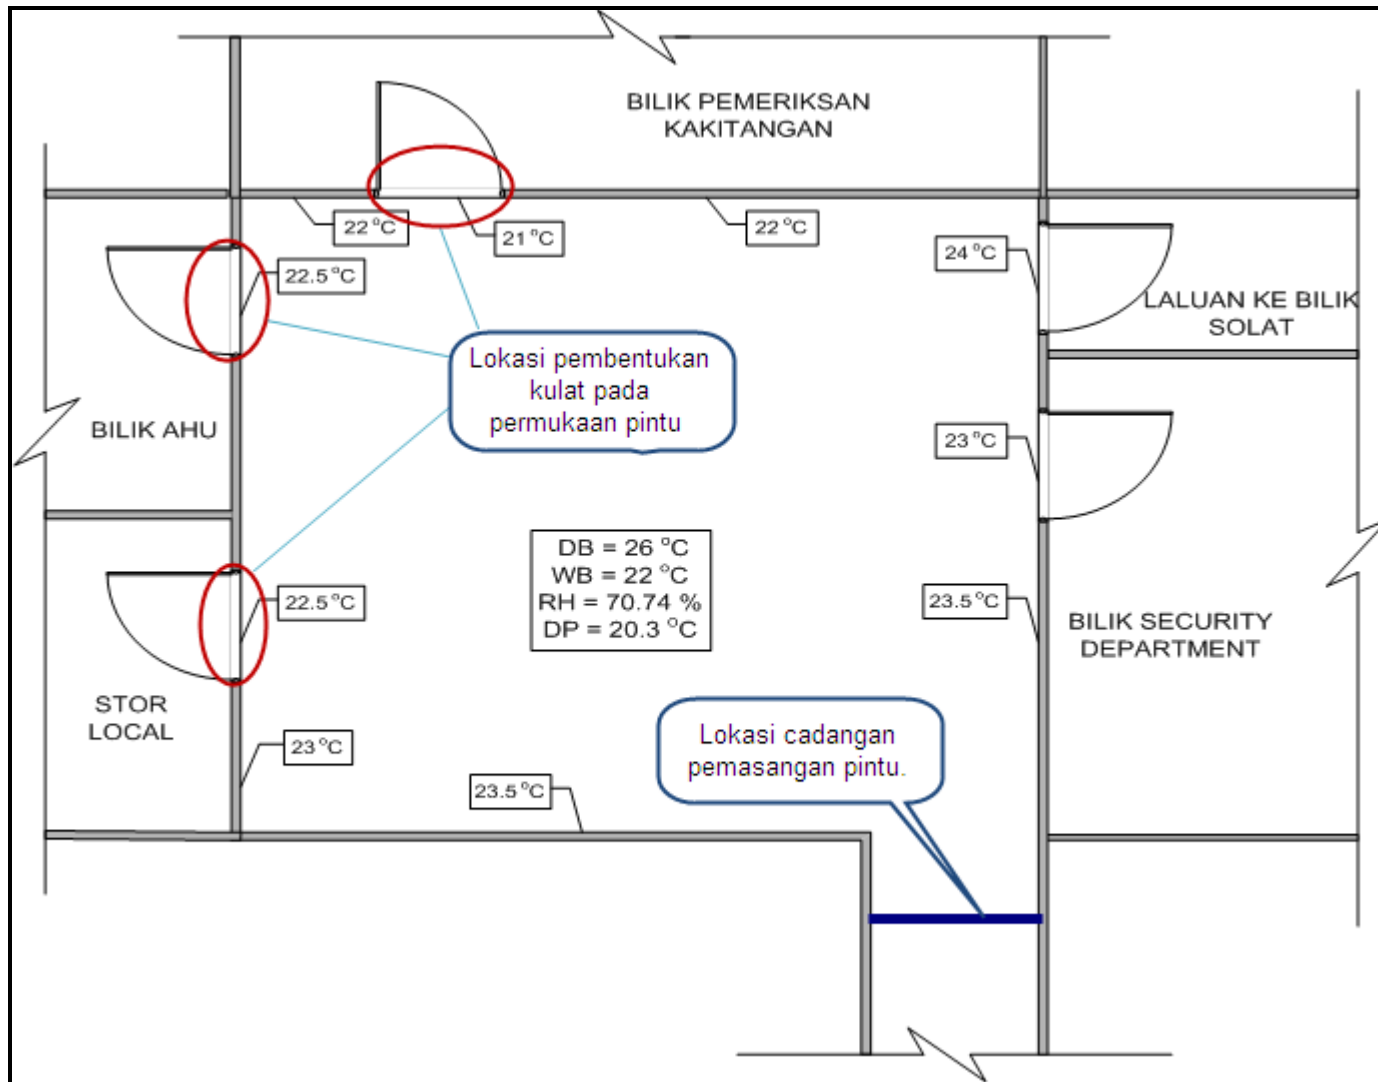 BILIK PEMERIKSAN
KAKITANGAN
22 °C
21 °C
22 °C
24 °C
22.5 °C
LALUAN KE BILIK
SOLAT
Lokasi pembentukan
kulat pada
permukaan pintu
BILIK AHU
23 °C
DB = 26 °C
WB = 22 °C
RH = 70.74 %
DP = 20.3 °C
22.5 °C
23.5 °C
BILIK SECURITY
DEPARTMENT
STOR
LOCAL
23 °C
Lokasi cadangan
pemasangan pintu.
23.5 °C